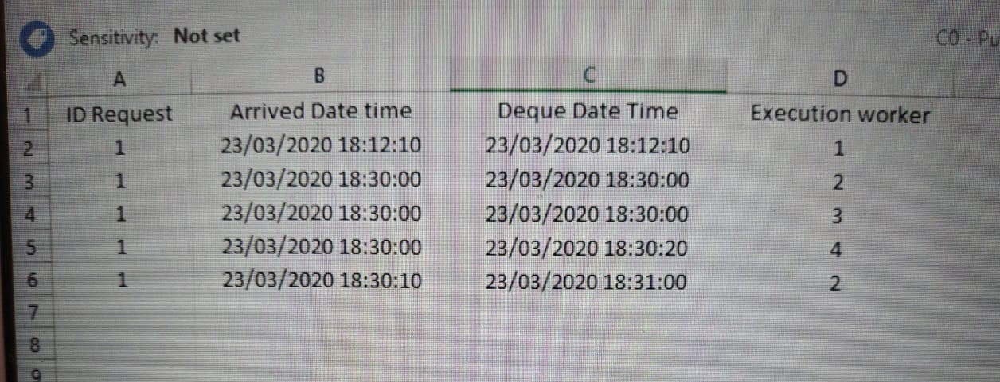 Sensitivity: Not set C0 - Pu
A B C D
1 ID Request Arrived Date time Deque Date Time Execution worker
2 1 23/03/2020 18:12:10 23/03/2020 18:12:10 1
3 1 23/03/2020 18:30:00 23/03/2020 18:30:00 2
4 1 23/03/2020 18:30:00 23/03/2020 18:30:00 3
5 1 23/03/2020 18:30:00 23/03/2020 18:30:20 4
6 1 23/03/2020 18:30:10 23/03/2020 18:31:00 2
7
8
9